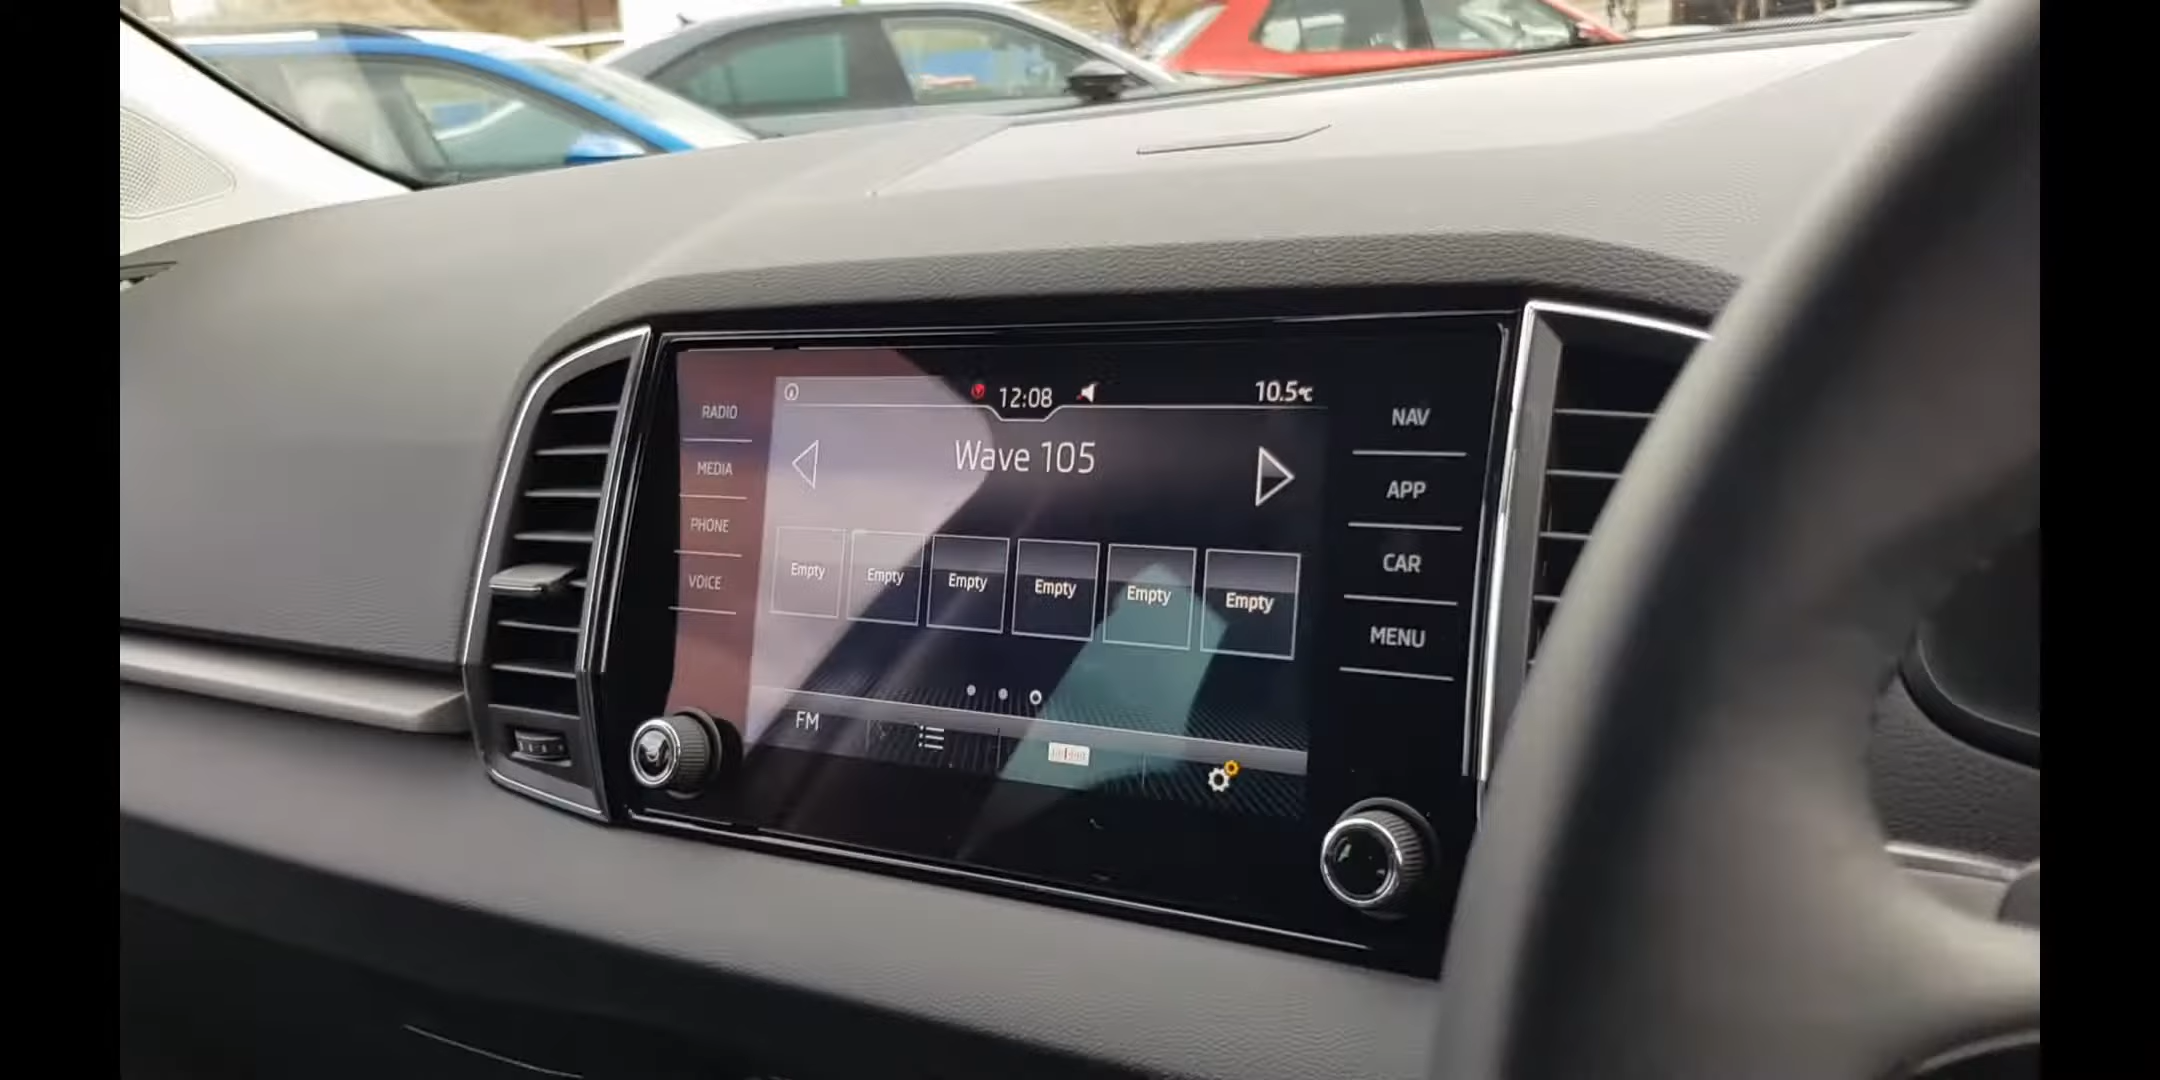 12:08
10.5°C
RADIO
MEDIA
PHONE
VOICE
Wave 105
Empty Empty Empty Empty Empty Empty
FM
NAV
APP
CAR
MENU